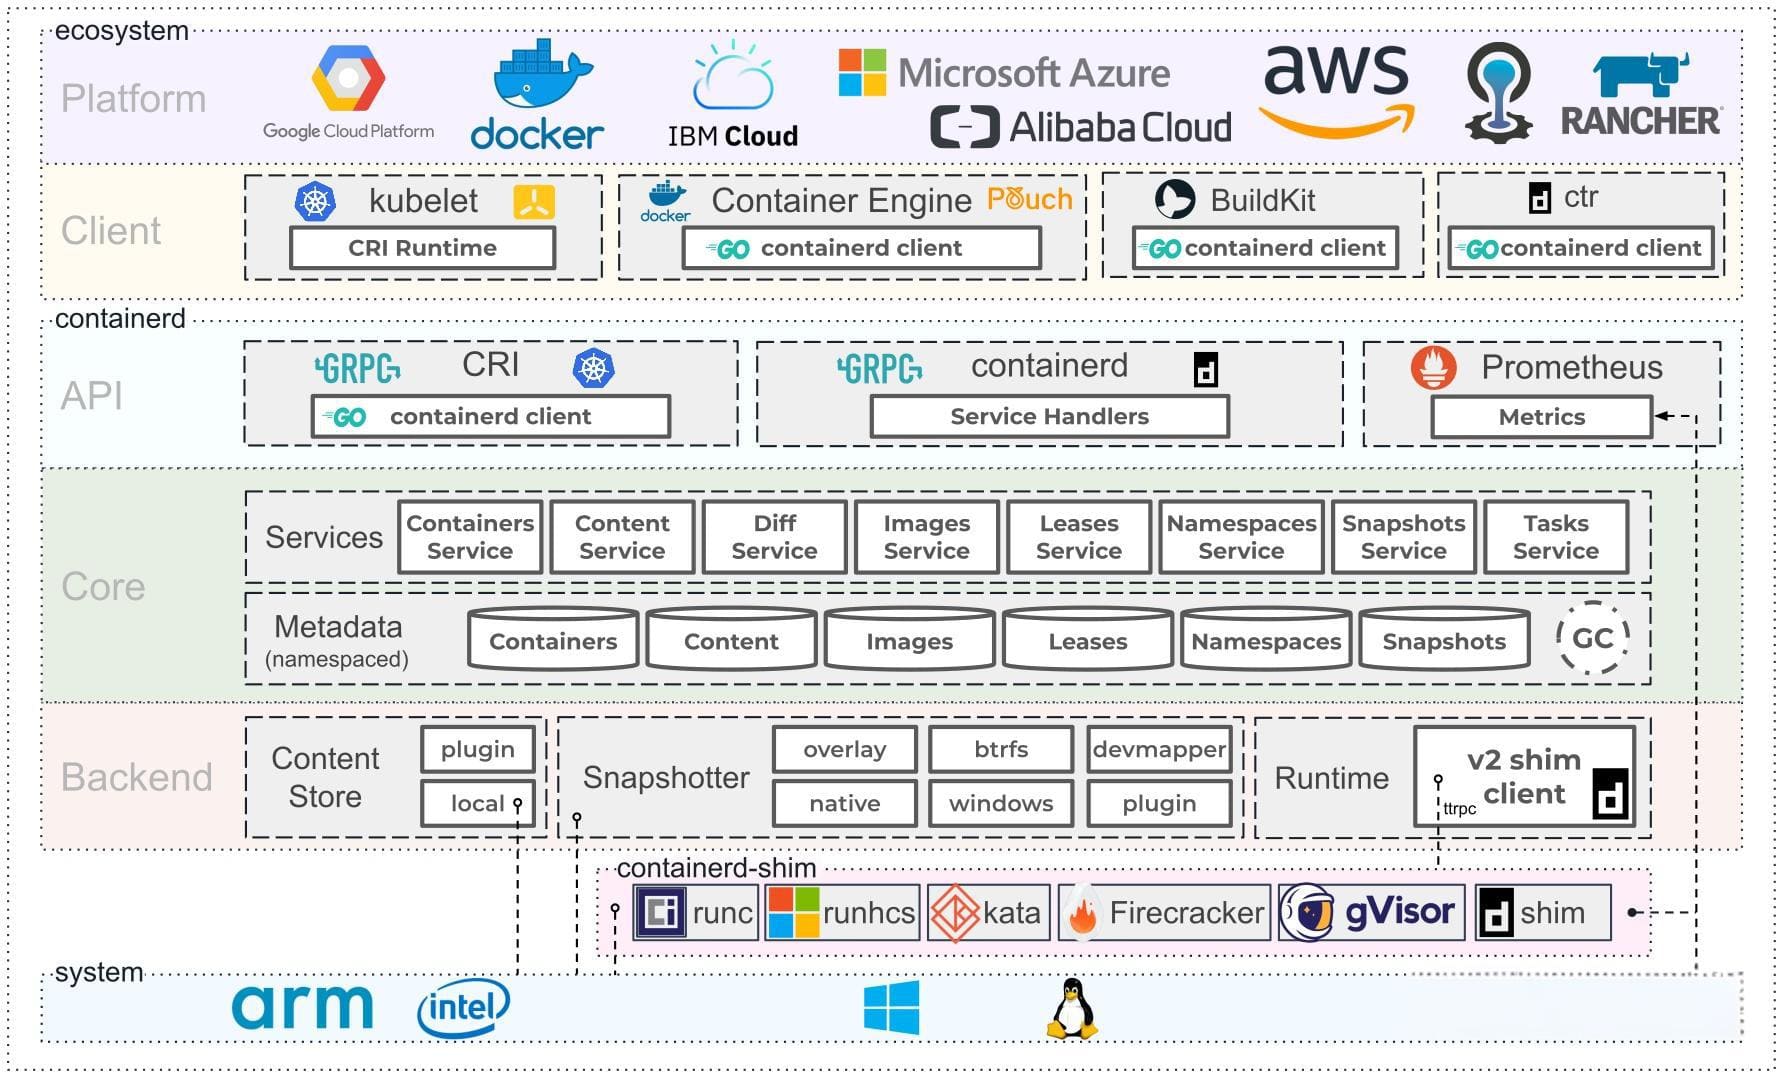 ecosystem
Platform
Google Cloud Platform
docker
IBM Cloud
Microsoft Azure
Alibaba Cloud
aws
RANCHER
Client
kubelet
CRI Runtime
docker
Container Engine
Pouch
GO containerd client
BuildKit
GO containerd client
ctr
GO containerd client
containerd
API
GRPC CRI
GO containerd client
GRPC containerd
Service Handlers
Prometheus
Metrics
Core
Services
Containers
Service
Content
Service
Diff
Service
Images
Service
Leases
Service
Namespaces
Service
Snapshots
Service
Tasks
Service
Metadata
(namespaced)
Containers
Content
Images
Leases
Namespaces
Snapshots
GC
Backend
Content
Store
plugin
local
Snapshotter
overlay
btrfs
devmapper
native
windows
plugin
Runtime
v2 shim
client
ttrpc
containerd-shim
runc
runhcs
kata
Firecracker
gVisor
shim
system
arm
intel